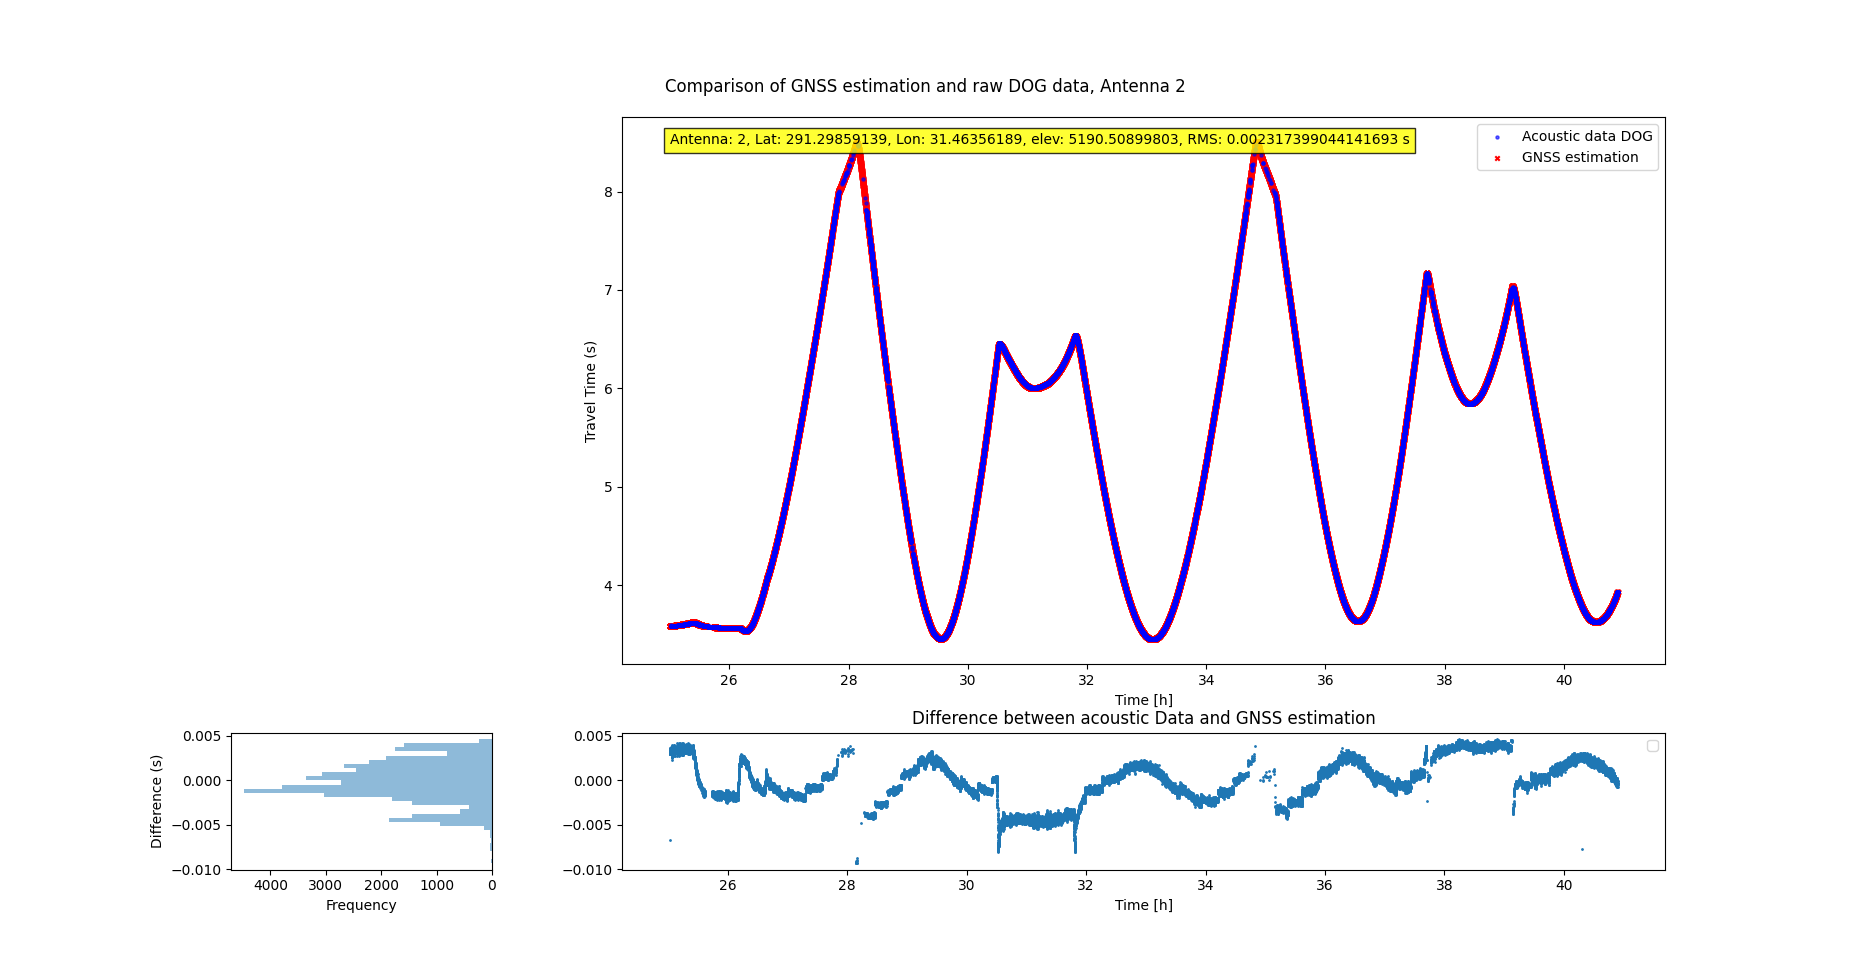 Comparison of GNSS estimation and raw DOG data, Antenna 2
Antenna: 2, Lat: 291.29859139, Lon: 31.46356189, elev: 5190.50899803, RMS: 0.002317399044141693 s
Acoustic data DOG
GNSS estimation
Travel Time (s)
8
7
6
5
4
26 28 30 32 34 36 38 40
Time [h]
Difference (s)
0.005
0.000
−0.005
−0.010
4000 3000 2000 1000 0
Frequency
Difference between acoustic Data and GNSS estimation
0.005
0.000
−0.005
−0.010
26 28 30 32 34 36 38 40
Time [h]